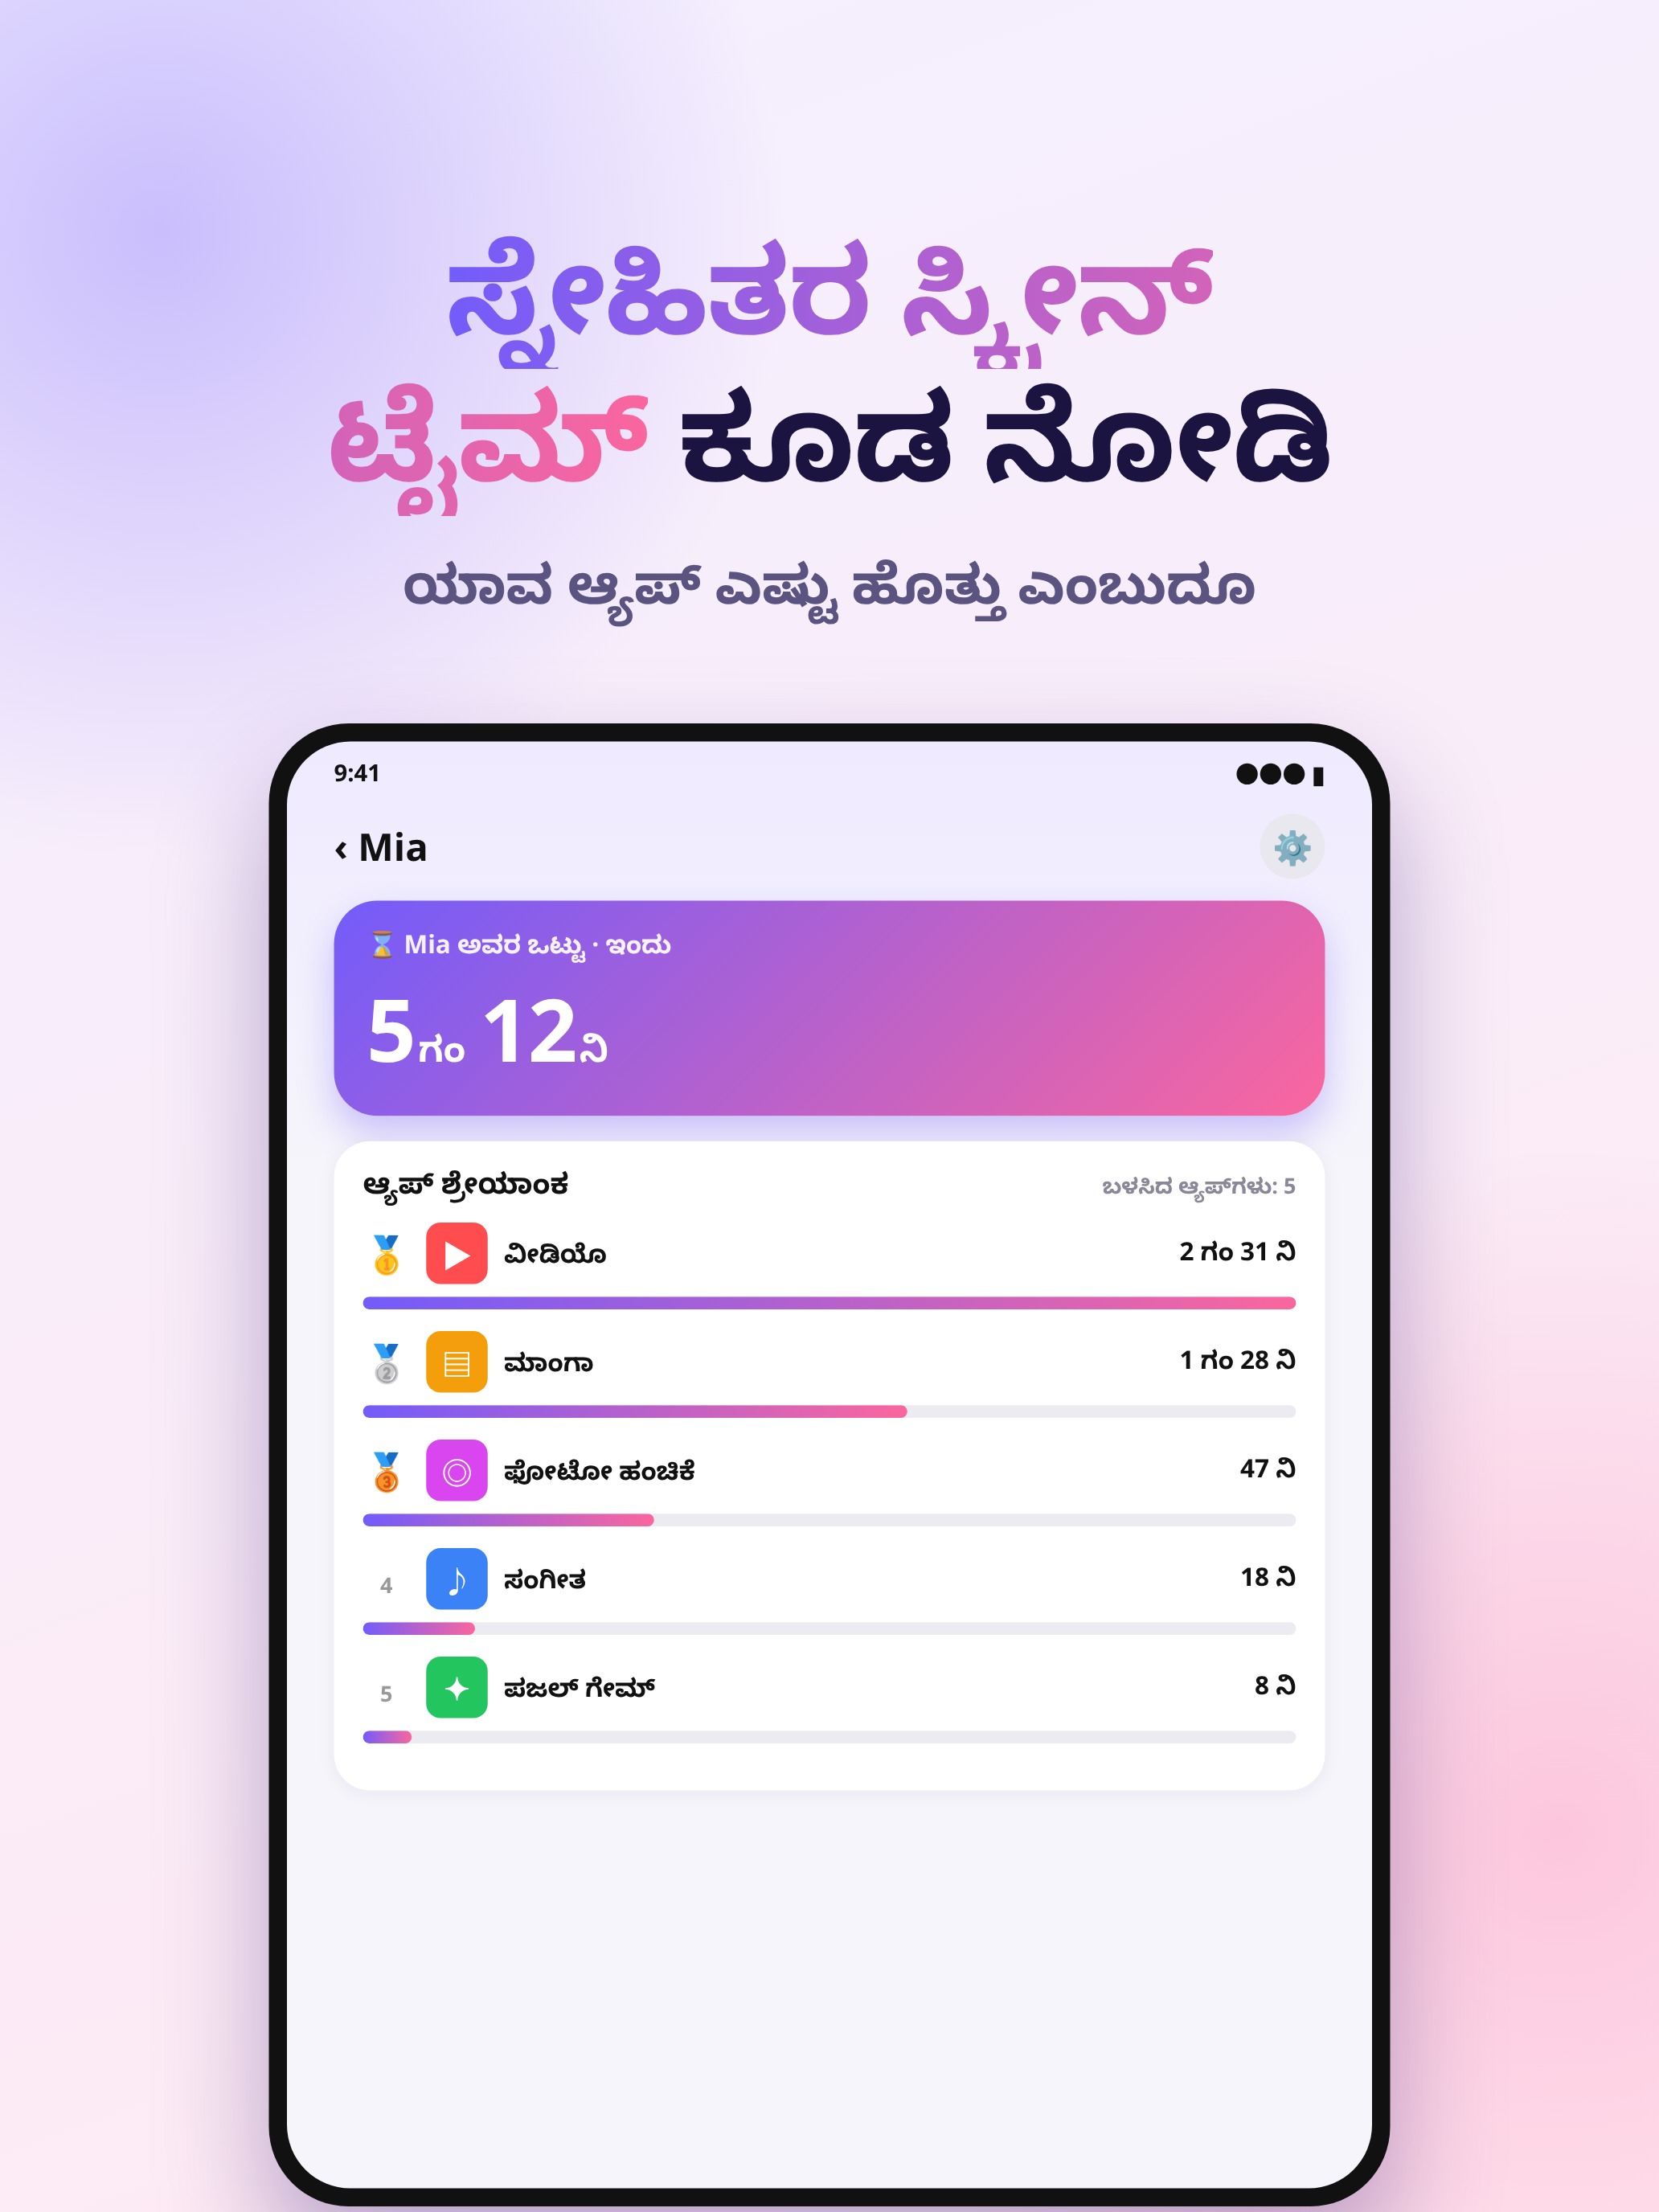 ಸ್ನೇಹಿತರ ಸ್ಕ್ರೀನ್
ಟೈಮ್ ಕೂಡ ನೋಡಿ
ಯಾವ ಆ್ಯಪ್ ಎಷ್ಟು ಹೊತ್ತು ಎಂಬುದೂ
9:41
‹ Mia
⌛ Mia ಅವರ ಒಟ್ಟು · ಇಂದು
5ಗಂ 12ನಿ
ಆ್ಯಪ್ ಶ್ರೇಯಾಂಕ
ಬಳಸಿದ ಆ್ಯಪ್‌ಗಳು: 5
🥇 ವೀಡಿಯೊ 2 ಗಂ 31 ನಿ
🥈 ಮಾಂಗಾ 1 ಗಂ 28 ನಿ
🥉 ಫೋಟೋ ಹಂಚಿಕೆ 47 ನಿ
4 ಸಂಗೀತ 18 ನಿ
5 ಪಜಲ್ ಗೇಮ್ 8 ನಿ